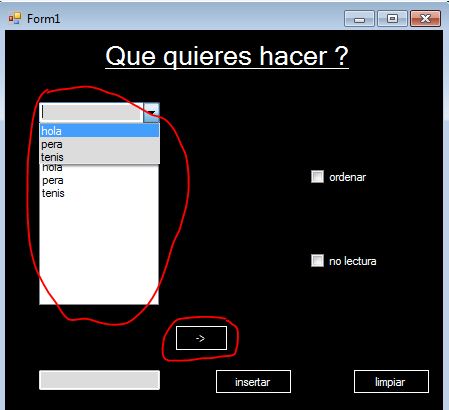 Form1
Que quieres hacer ?
hola
pera
tenis
hola
pera
tenis
ordenar
no lectura
->
insertar
limpiar